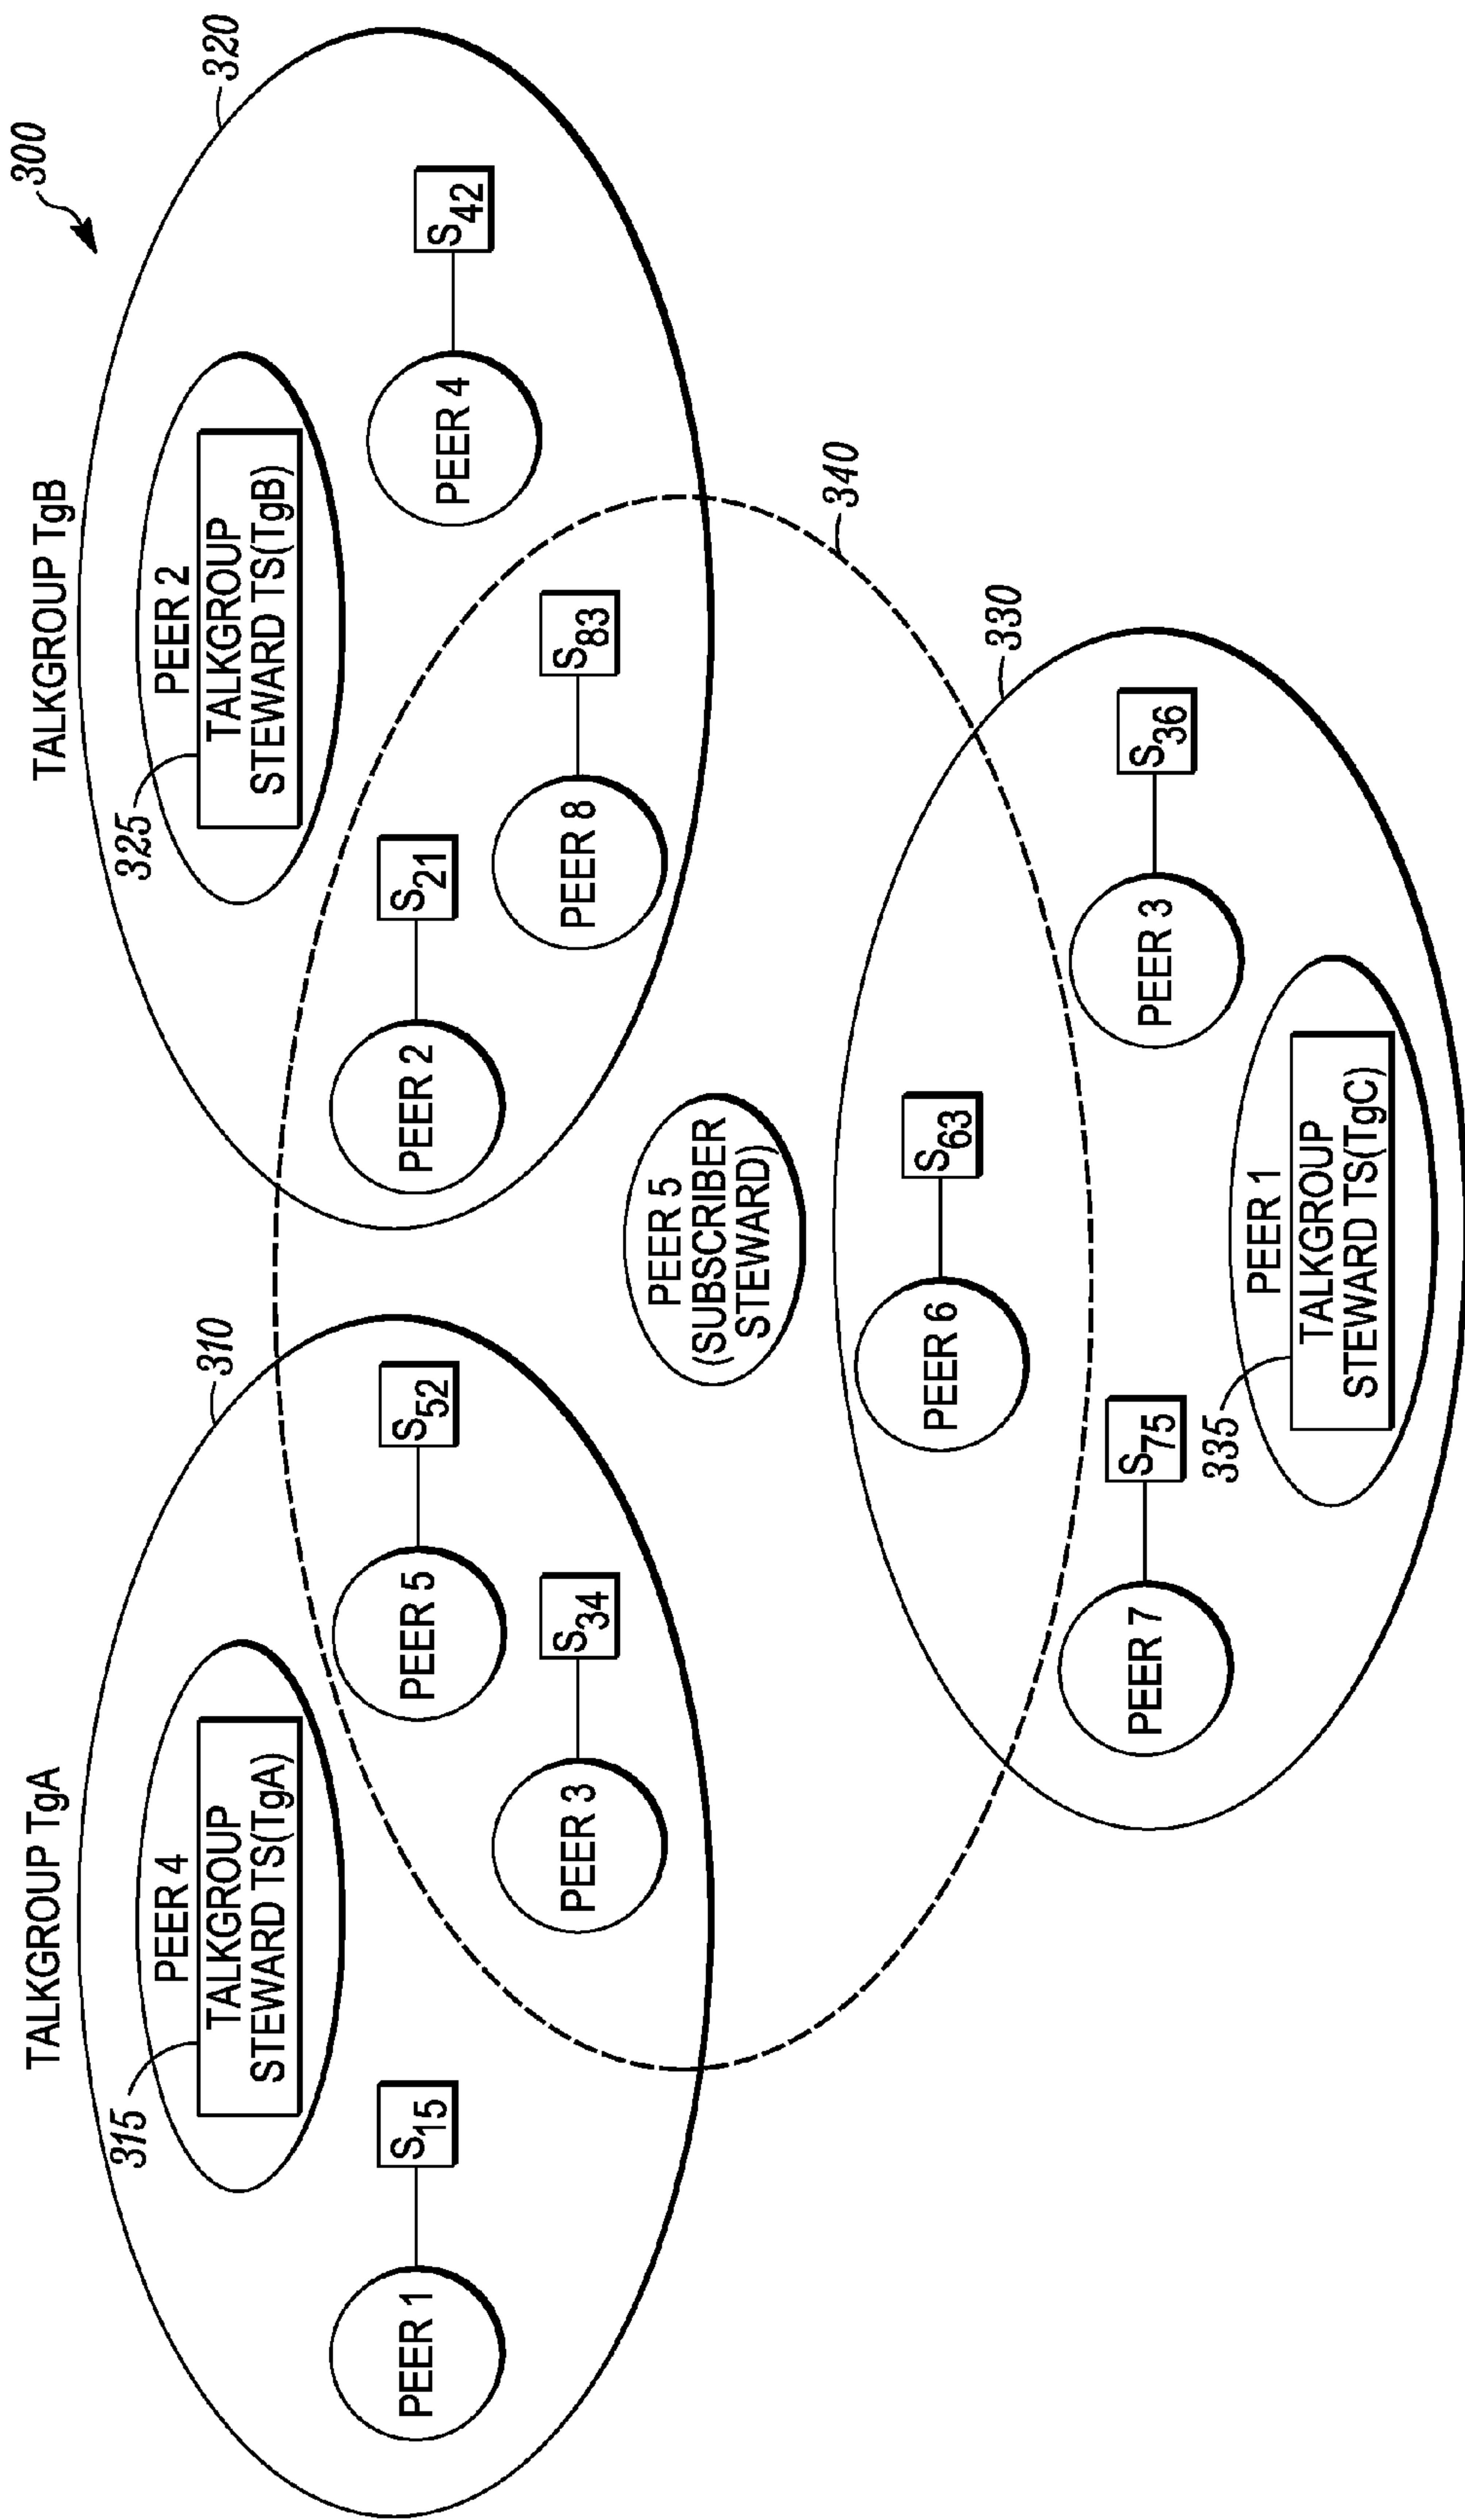 300
TALKGROUP TgA
TALKGROUP TgB
310
320
315
PEER 4
TALKGROUP
STEWARD TS(TgA)
325
PEER 2
TALKGROUP
STEWARD TS(TgB)
PEER 1
S15
PEER 5
S52
PEER 3
S34
PEER 2
S21
PEER 8
S83
PEER 4
S42
PEER 5
(SUBSCRIBER
STEWARD)
340
330
PEER 6
S63
PEER 7
S75
PEER 3
S36
335
PEER 1
TALKGROUP
STEWARD TS(TgC)